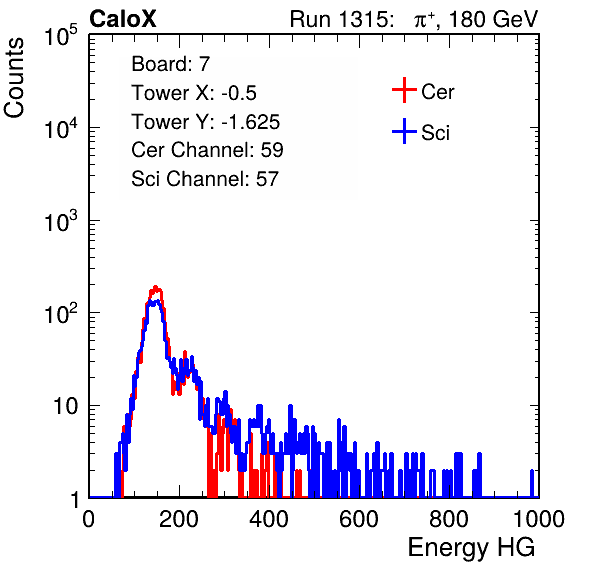 CaloX Run 1315: π⁺, 180 GeV
Counts
10⁵
10⁴
10³
10²
10
1
Board: 7
Tower X: -0.5
Tower Y: -1.625
Cer Channel: 59
Sci Channel: 57
Cer
Sci
0 200 400 600 800 1000
Energy HG